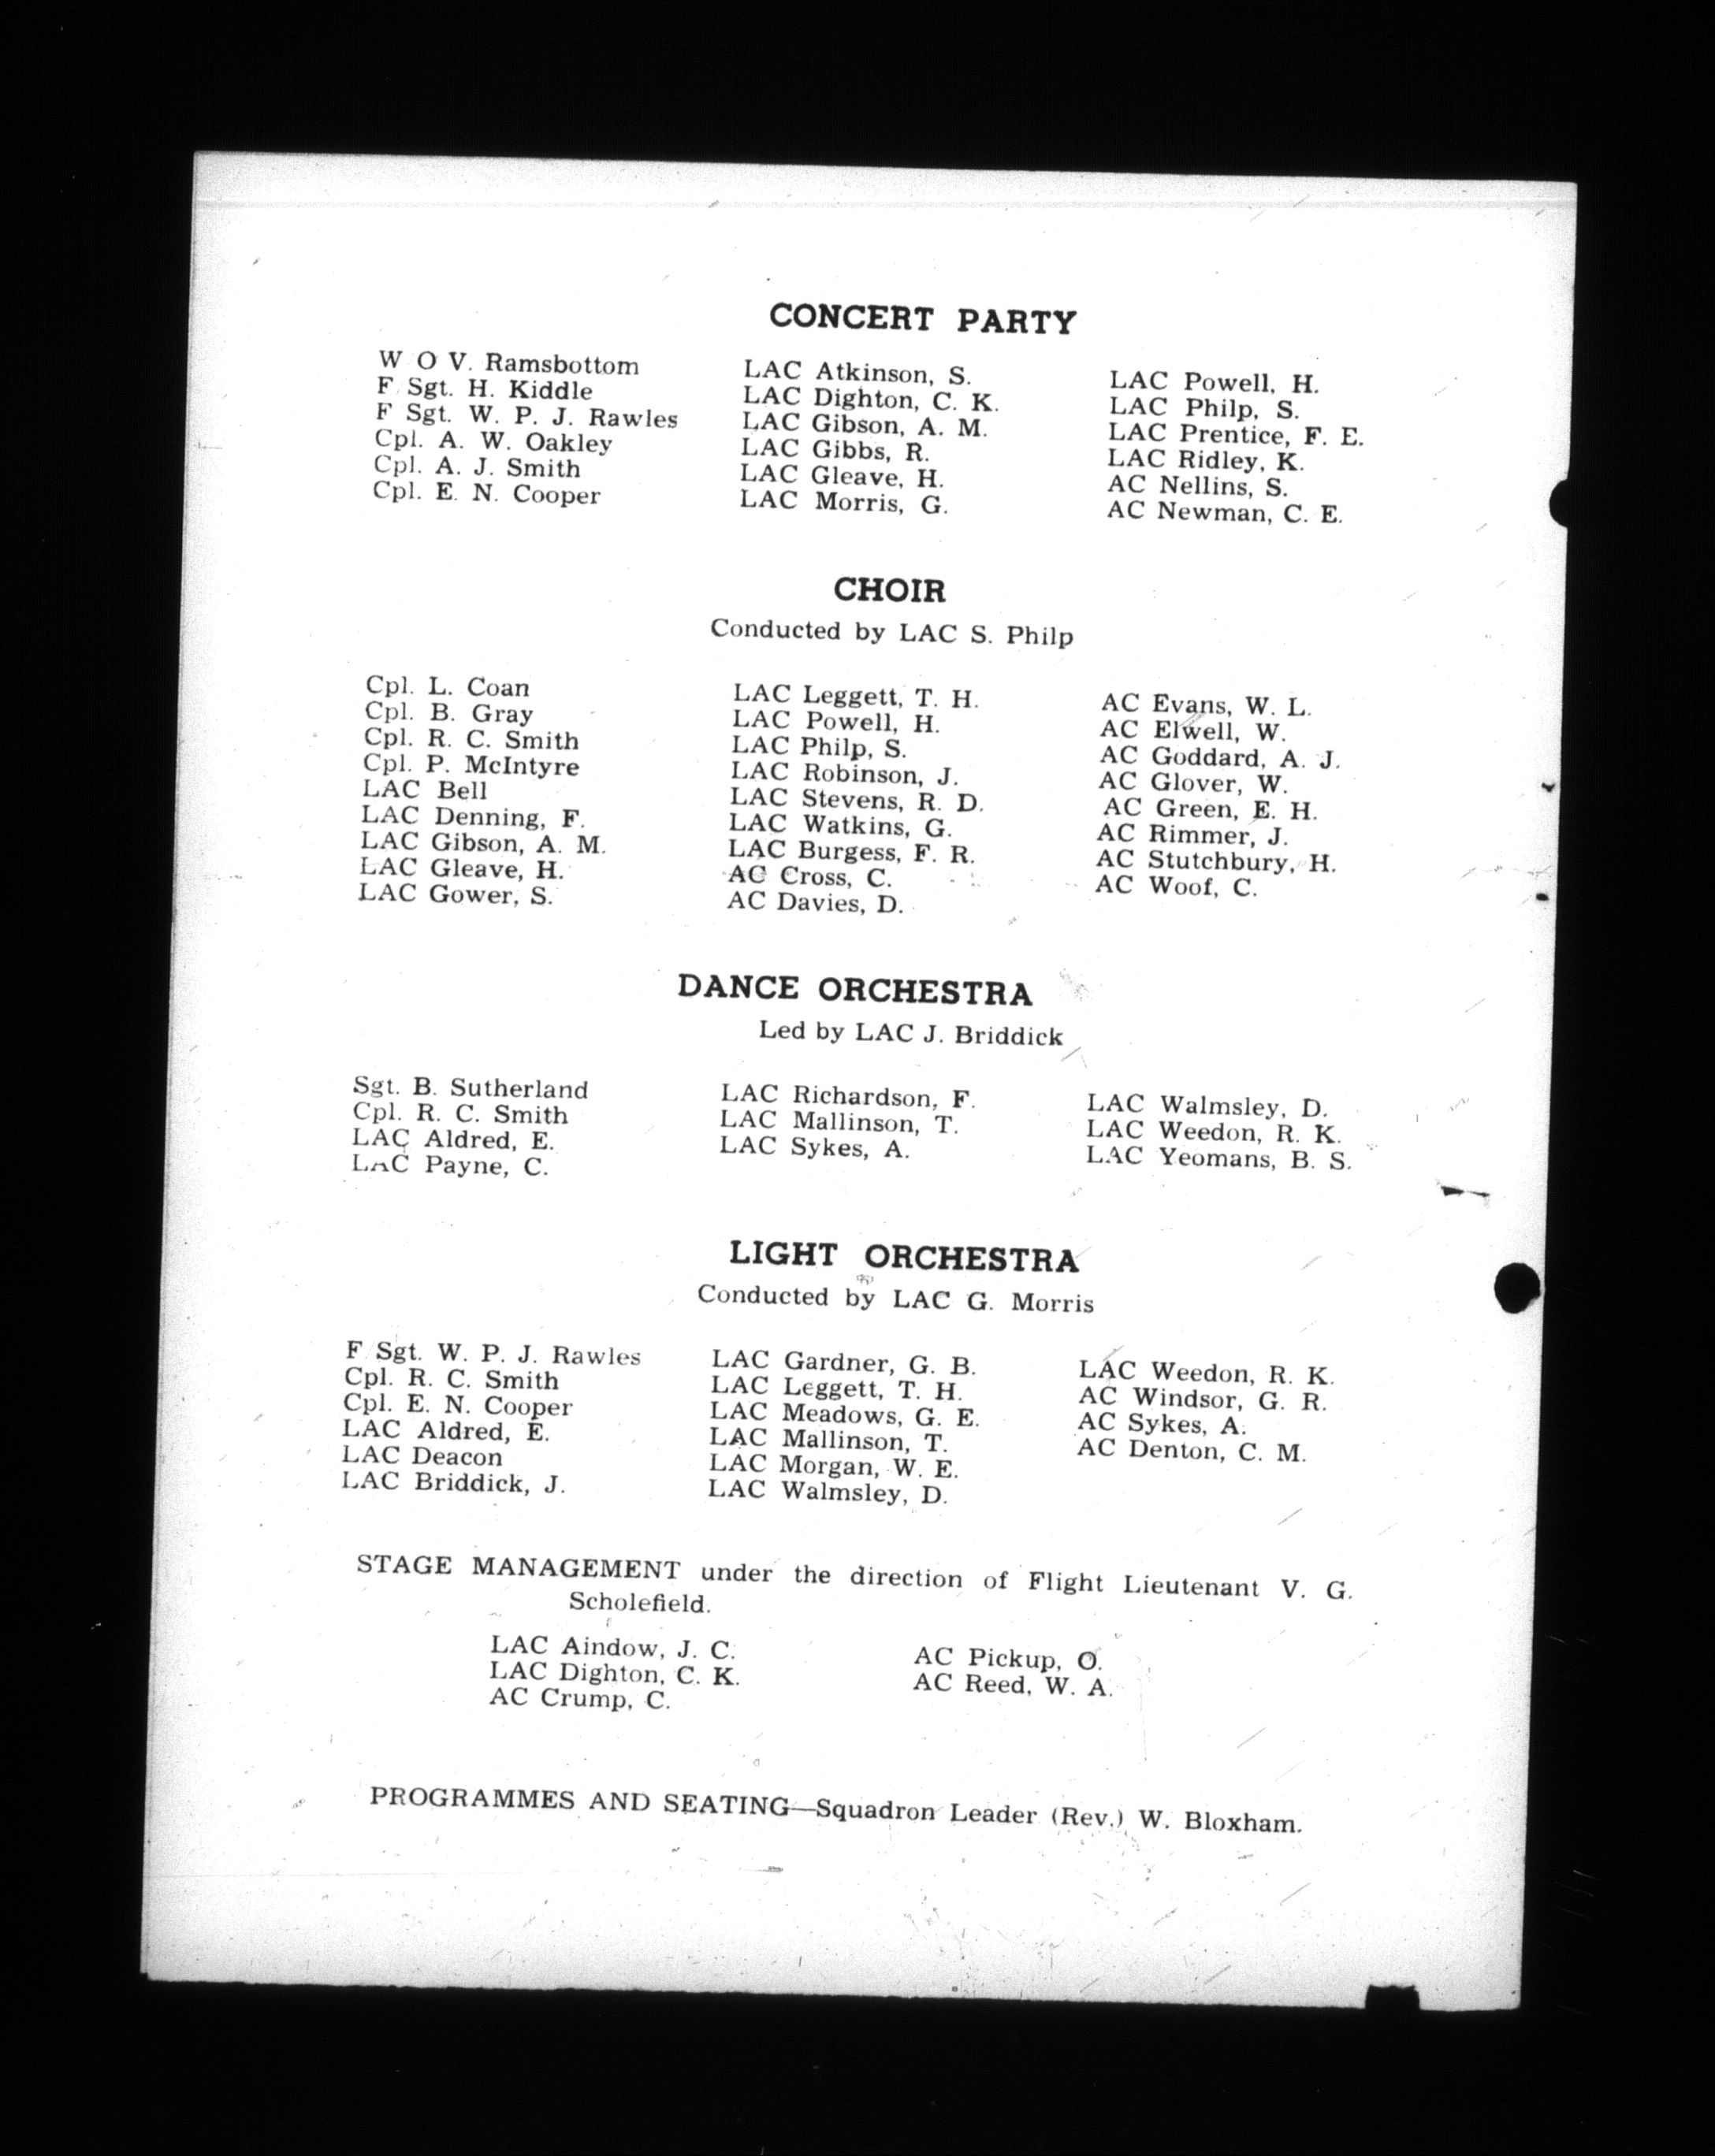 CONCERT PARTY
W O V. Ramsbottom
F Sgt. H. Kiddle
F Sgt. W. P. J. Rawles
Cpl. A. W. Oakley
Cpl. A. J. Smith
Cpl. E. N. Cooper
LAC Atkinson, S.
LAC Dighton, C. K.
LAC Gibson, A. M.
LAC Gibbs, R.
LAC Gleave, H.
LAC Morris, G.
LAC Powell, H.
LAC Philp, S.
LAC Prentice, F. E.
LAC Ridley, K.
AC Nellins, S.
AC Newman, C. E.
CHOIR
Conducted by LAC S. Philp
Cpl. L. Coan
Cpl. B. Gray
Cpl. R. C. Smith
Cpl. P. McIntyre
LAC Bell
LAC Denning, F.
LAC Gibson, A. M.
LAC Gleave, H.
LAC Gower, S.
LAC Leggett, T. H.
LAC Powell, H.
LAC Philp, S.
LAC Robinson, J.
LAC Stevens, R. D.
LAC Watkins, G.
LAC Burgess, F. R.
AC Cross, C.
AC Davies, D.
AC Evans, W. L.
AC Elwell, W.
AC Goddard, A. J.
AC Glover, W.
AC Green, E. H.
AC Rimmer, J.
AC Stutchbury, H.
AC Woof, C.
DANCE ORCHESTRA
Led by LAC J. Briddick
Sgt. B. Sutherland
Cpl. R. C. Smith
LAC Aldred, E.
LAC Payne, C.
LAC Richardson, F.
LAC Mallinson, T.
LAC Sykes, A.
LAC Walmsley, D.
LAC Weedon, R. K.
LAC Yeomans, B. S.
LIGHT ORCHESTRA
Conducted by LAC G. Morris
F Sgt. W. P. J. Rawles
Cpl. R. C. Smith
Cpl. E. N. Cooper
LAC Aldred, E.
LAC Deacon
LAC Briddick, J.
LAC Gardner, G. B.
LAC Leggett, T. H.
LAC Meadows, G. E.
LAC Mallinson, T.
LAC Morgan, W. E.
LAC Walmsley, D.
LAC Weedon, R. K.
AC Windsor, G. R.
AC Sykes, A.
AC Denton, C. M.
STAGE MANAGEMENT under the direction of Flight Lieutenant V. G.
Scholefield.
LAC Aindow, J. C.
LAC Dighton, C. K.
AC Crump, C.
AC Pickup, O.
AC Reed, W. A.
PROGRAMMES AND SEATING—Squadron Leader (Rev.) W. Bloxham.